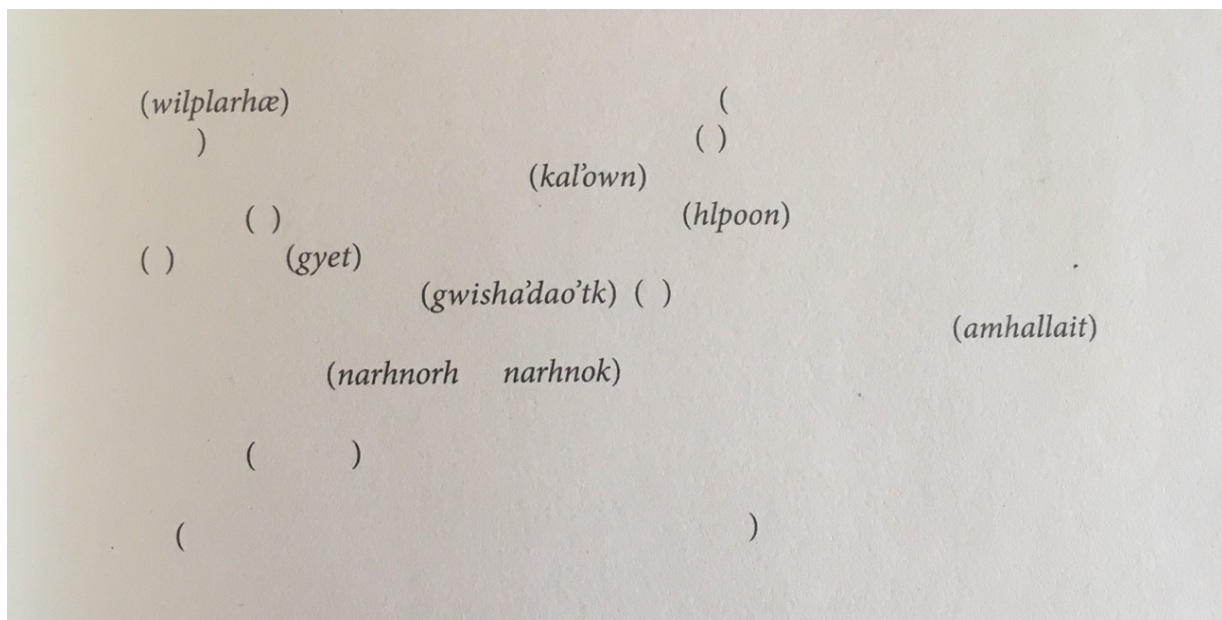 (wilplarhæ) (
) ( )
(kal’own)
( ) (hlpoon)
( ) (gyet)
(gwisha’dao’tk) ( )
(amhallait)
(narhnorh narhnok)
( )
( )